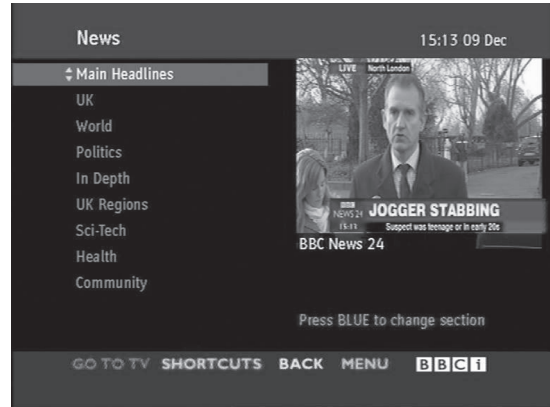 News
15:13 09 Dec
Main Headlines
UK
World
Politics
In Depth
UK Regions
Sci-Tech
Health
Community
LIVE North London
BBC
NEWS 24
15:13
JOGGER STABBING
Suspect was teenage or in early 20s
BBC News 24
Press BLUE to change section
GO TO TV SHORTCUTS BACK MENU BBCi